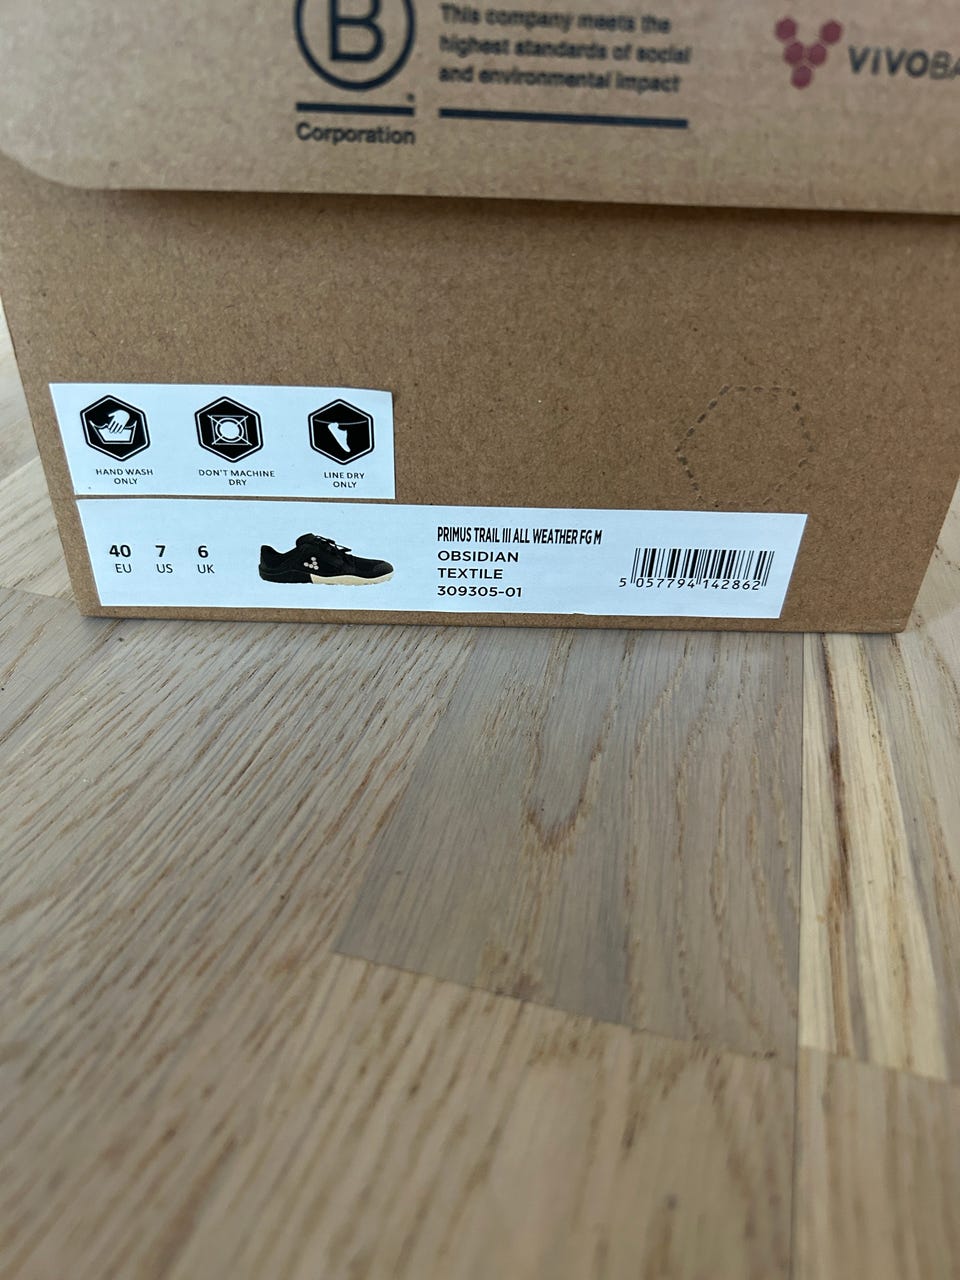 B
Corporation
This company meets the
highest standards of social
and environmental impact
VIVOBA
HAND WASH
ONLY
DON'T MACHINE
DRY
LINE DRY
ONLY
40 7 6
EU US UK
PRIMUS TRAIL III ALL WEATHER FG M
OBSIDIAN
TEXTILE
309305-01
5 057794 142862